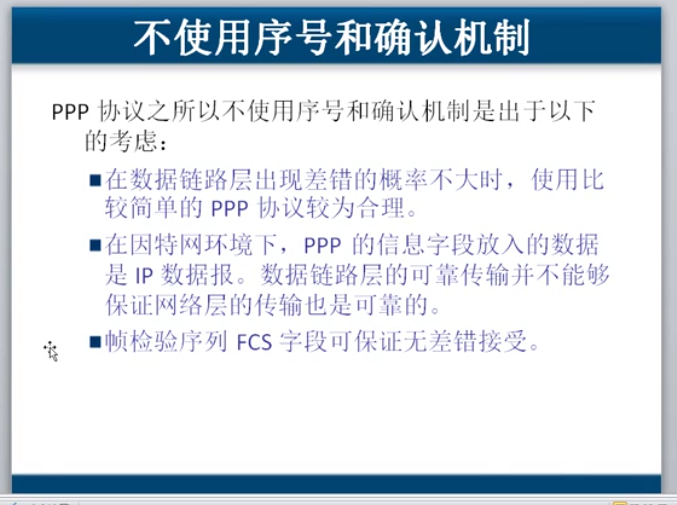 不使用序号和确认机制
PPP 协议之所以不使用序号和确认机制是出于以下
的考虑：
■在数据链路层出现差错的概率不大时，使用比
较简单的 PPP 协议较为合理。
■在因特网环境下，PPP 的信息字段放入的数据
是 IP 数据报。数据链路层的可靠传输并不能够
保证网络层的传输也是可靠的。
■帧检验序列 FCS 字段可保证无差错接受。